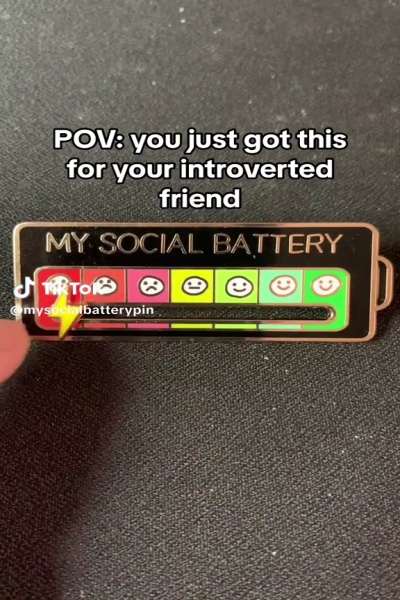 POV: you just got this
for your introverted
friend
MY SOCIAL BATTERY
TikTok
@mysocialbatterypin